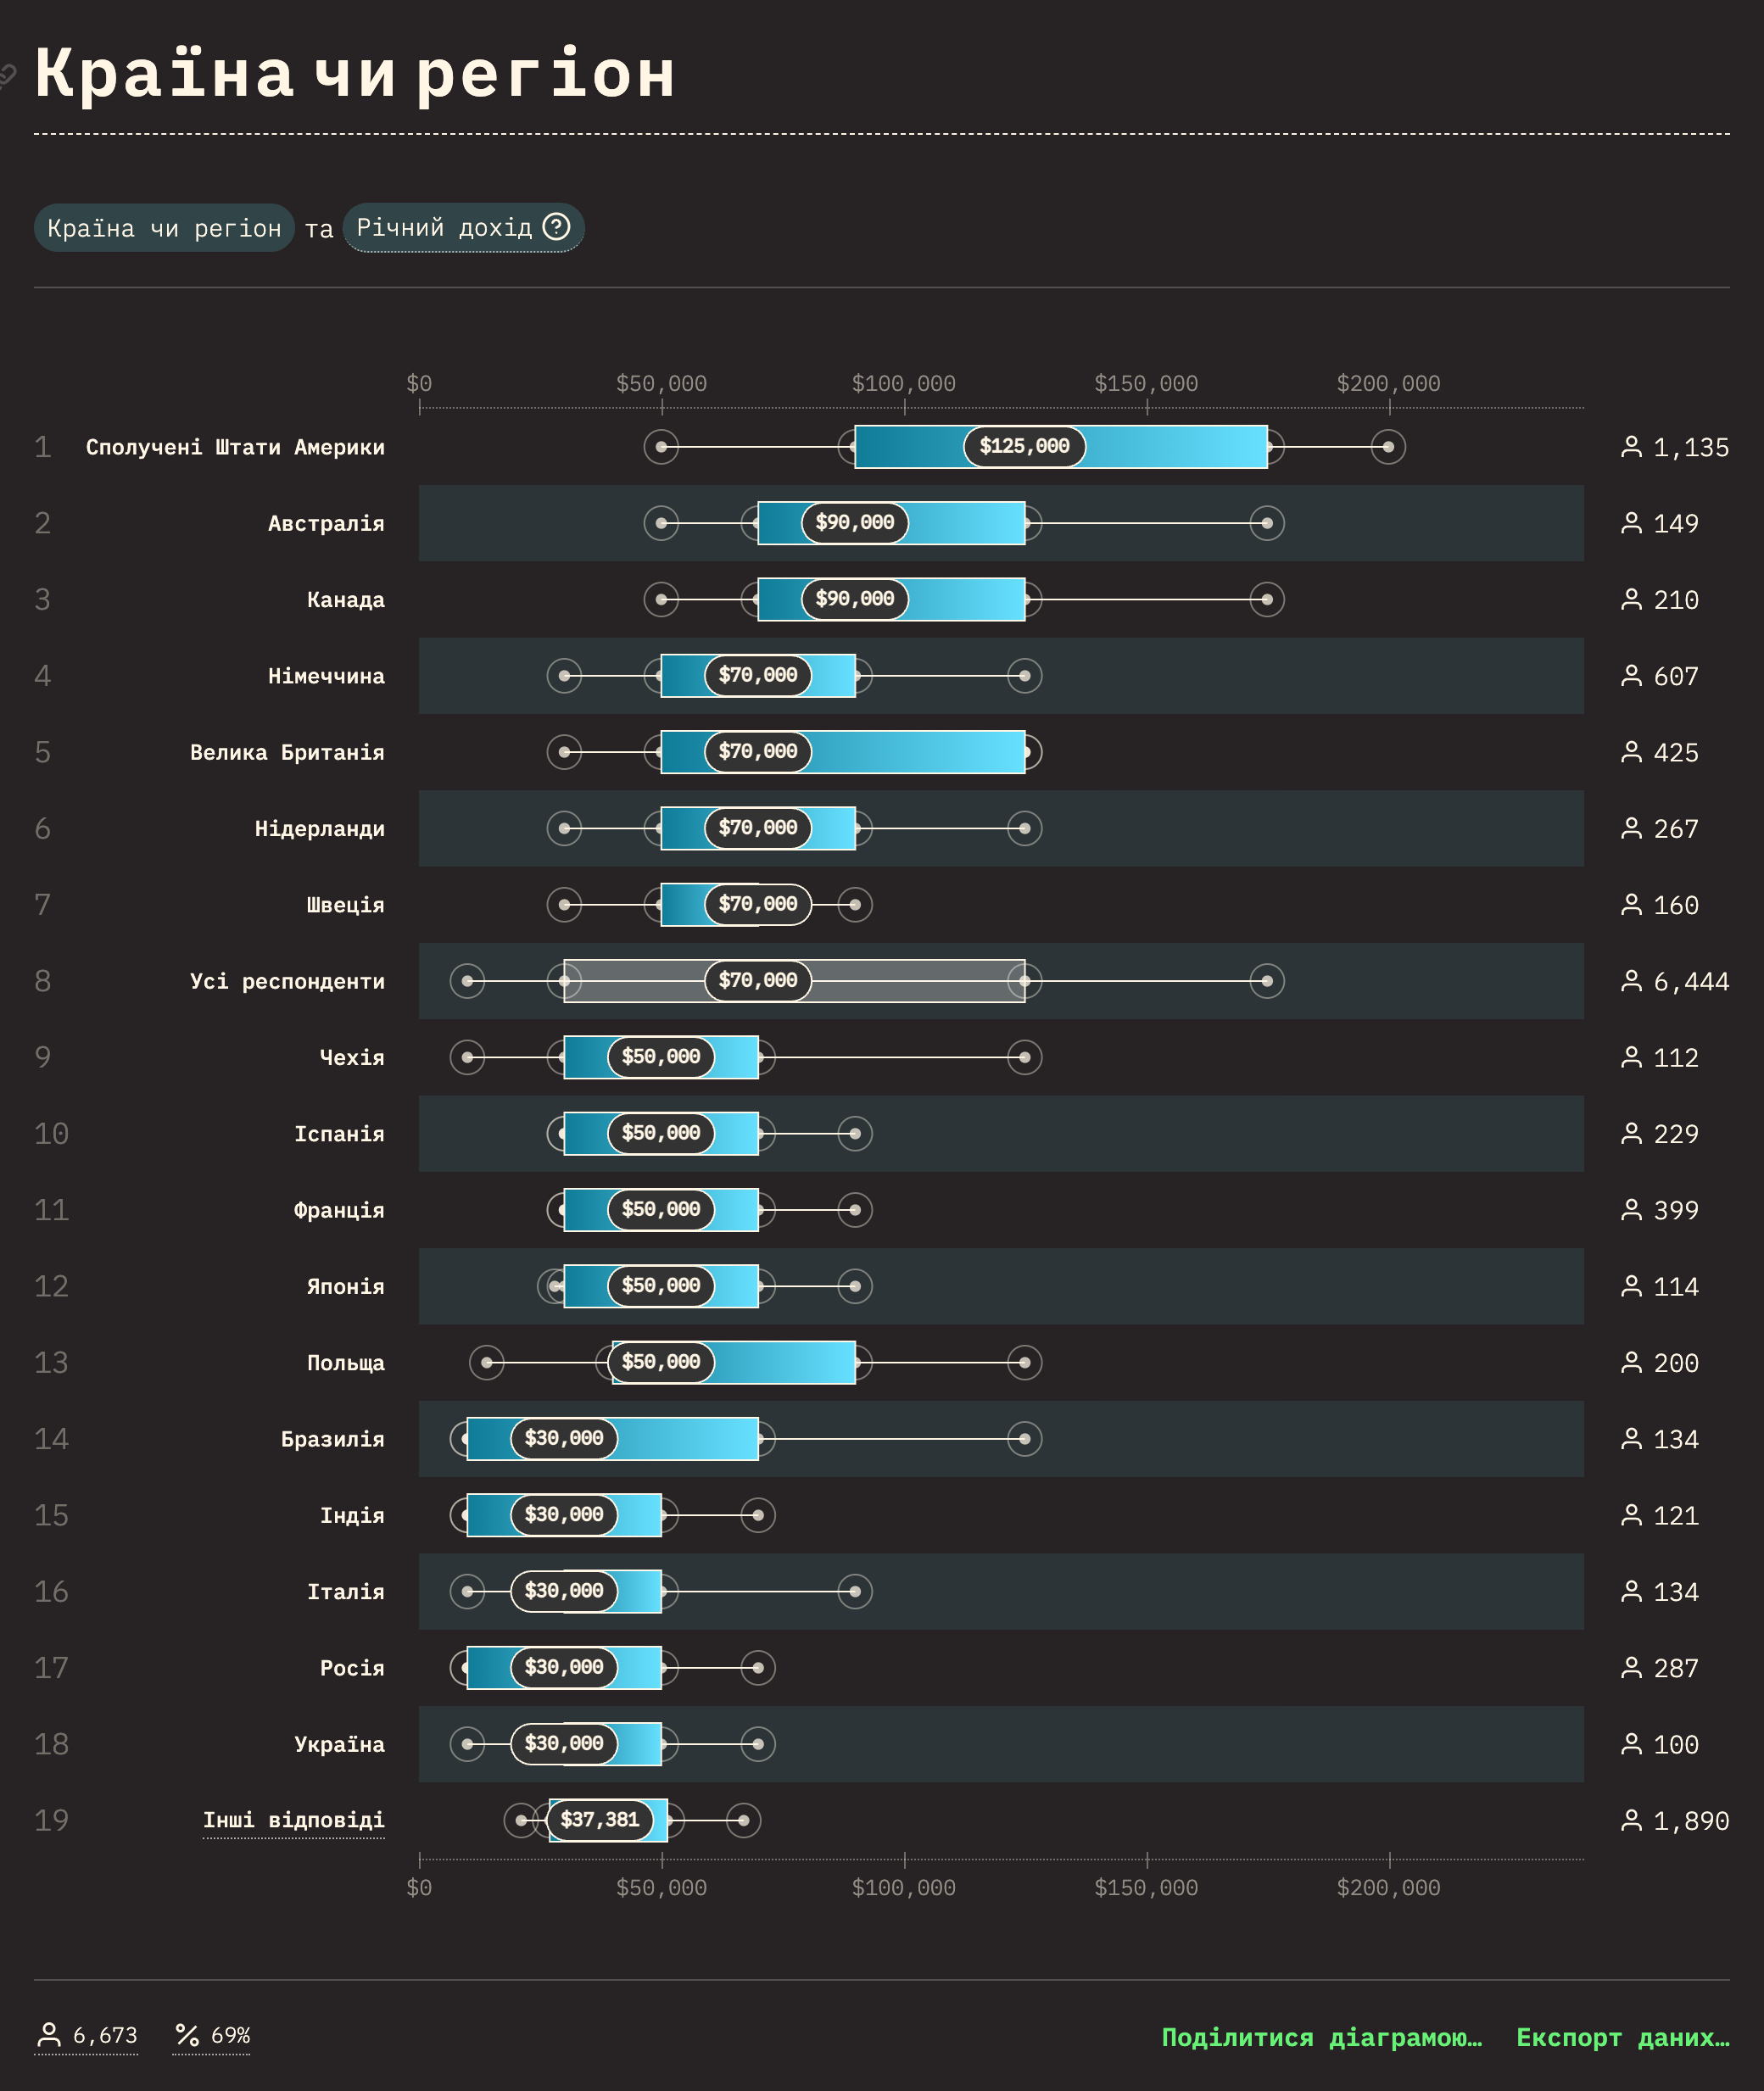 Країна чи регіон
Країна чи регіон та Річний дохід
$0 $50,000 $100,000 $150,000 $200,000
1 Сполучені Штати Америки $125,000 1,135
2 Австралія $90,000 149
3 Канада $90,000 210
4 Німеччина $70,000 607
5 Велика Британія $70,000 425
6 Нідерланди $70,000 267
7 Швеція $70,000 160
8 Усі респонденти $70,000 6,444
9 Чехія $50,000 112
10 Іспанія $50,000 229
11 Франція $50,000 399
12 Японія $50,000 114
13 Польща $50,000 200
14 Бразилія $30,000 134
15 Індія $30,000 121
16 Італія $30,000 134
17 Росія $30,000 287
18 Україна $30,000 100
19 Інші відповіді $37,381 1,890
$0 $50,000 $100,000 $150,000 $200,000
6,673 69% Поділитися діаграмою… Експорт даних…